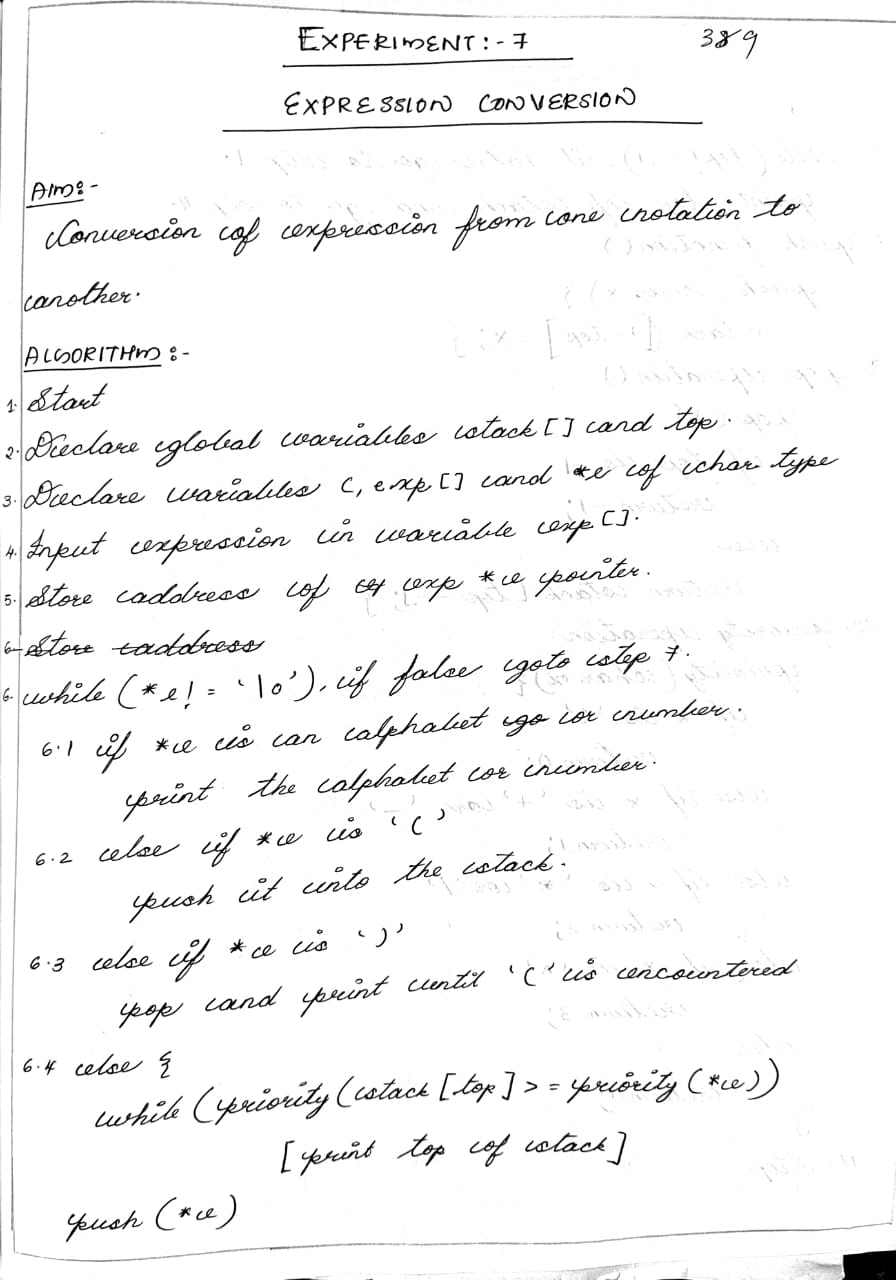 EXPERIMENT:-7 389
EXPRESSION CONVERSION
AIM:-
Conversion of expression from one notation to
another.
ALGORITHM:-
1. Start
2. Declare global variables stack[] and top.
3. Declare variables C, exp[] and *e of char type
4. Input expression in variable exp[].
5. Store address of exp *e pointer.
6. Store address
6. while (*e! = '\0'), if false goto step 7.
6.1 if *e is an alphabet go or number.
print the alphabet or number.
6.2 else if *e is '('
push it into the stack.
6.3 else if *e is ')'
pop and print until '(' is encountered
6.4 else {
while (priority (stack [top] > = priority (*e))
[print top of stack]
push (*e)